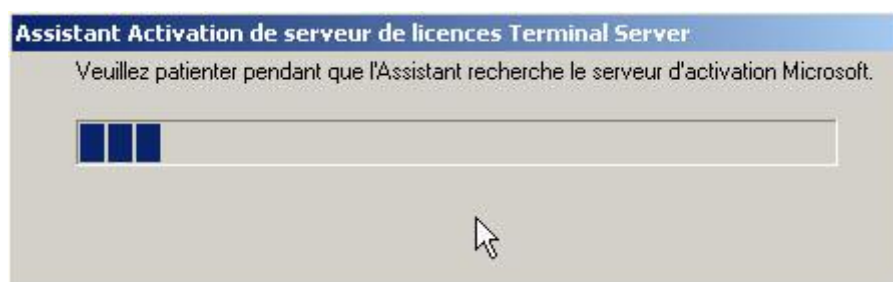 Assistant Activation de serveur de licences Terminal Server
Veuillez patienter pendant que l'Assistant recherche le serveur d'activation Microsoft.